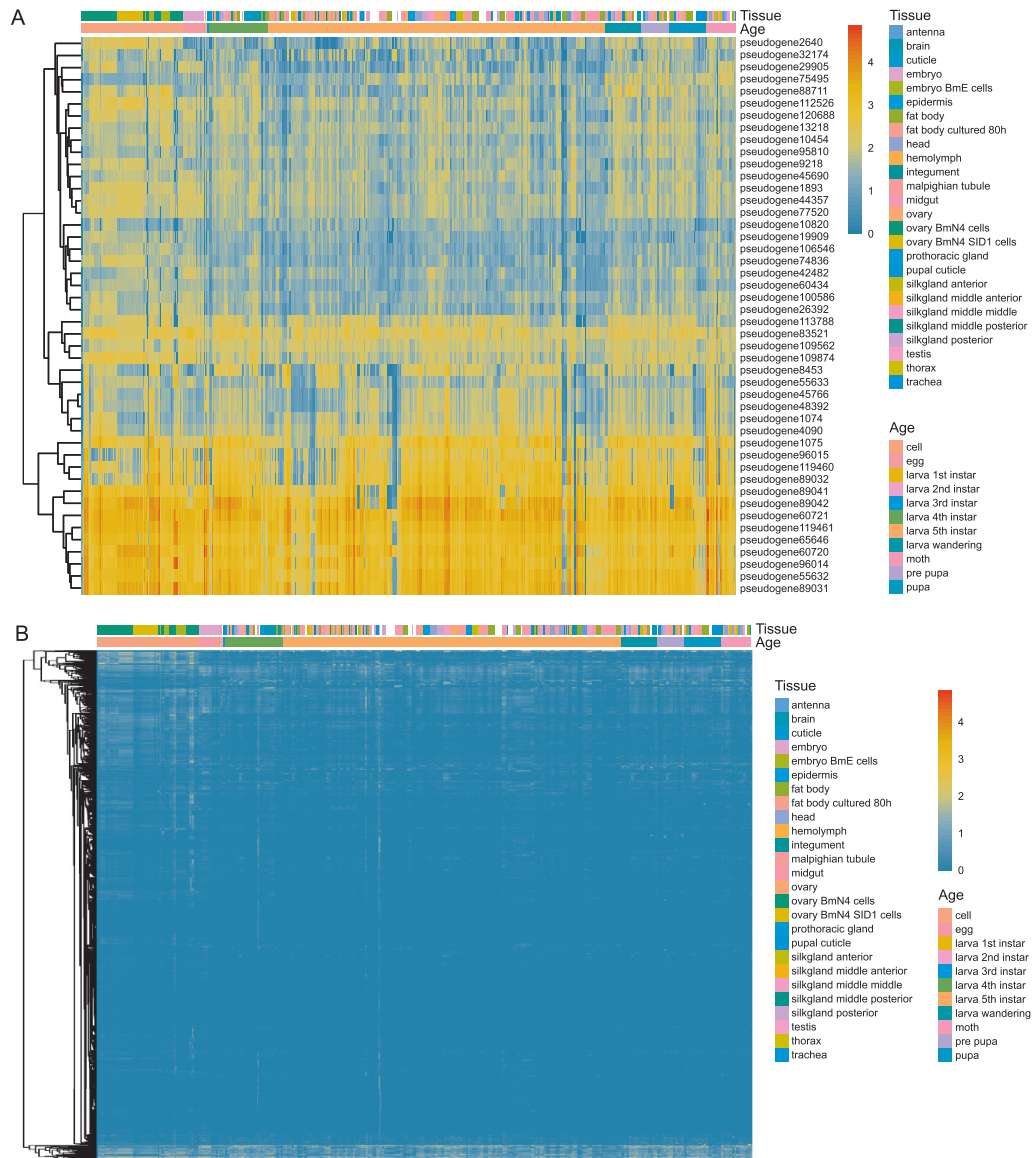 A
Tissue
Age
pseudogene2640
pseudogene32174
pseudogene29905
pseudogene75495
pseudogene88711
pseudogene112526
pseudogene120688
pseudogene13218
pseudogene10454
pseudogene95810
pseudogene9218
pseudogene45690
pseudogene1893
pseudogene44357
pseudogene77520
pseudogene10820
pseudogene19909
pseudogene106546
pseudogene74836
pseudogene42482
pseudogene60434
pseudogene100586
pseudogene26392
pseudogene113788
pseudogene83521
pseudogene109562
pseudogene109874
pseudogene8453
pseudogene55633
pseudogene45766
pseudogene48392
pseudogene1074
pseudogene4090
pseudogene1075
pseudogene96015
pseudogene119460
pseudogene89032
pseudogene89041
pseudogene89042
pseudogene60721
pseudogene119461
pseudogene65646
pseudogene60720
pseudogene96014
pseudogene55632
pseudogene89031
4
3
2
1
0
Tissue
antenna
brain
cuticle
embryo
embryo BmE cells
epidermis
fat body
fat body cultured 80h
head
hemolymph
integument
malpighian tubule
midgut
ovary
ovary BmN4 cells
ovary BmN4 SID1 cells
prothoracic gland
pupal cuticle
silkgland anterior
silkgland middle anterior
silkgland middle middle
silkgland middle posterior
silkgland posterior
testis
thorax
trachea
Age
cell
egg
larva 1st instar
larva 2nd instar
larva 3rd instar
larva 4th instar
larva 5th instar
larva wandering
moth
pre pupa
pupa
B
Tissue
Age
Tissue
antenna
brain
cuticle
embryo
embryo BmE cells
epidermis
fat body
fat body cultured 80h
head
hemolymph
integument
malpighian tubule
midgut
ovary
ovary BmN4 cells
ovary BmN4 SID1 cells
prothoracic gland
pupal cuticle
silkgland anterior
silkgland middle anterior
silkgland middle middle
silkgland middle posterior
silkgland posterior
testis
thorax
trachea
4
3
2
1
0
Age
cell
egg
larva 1st instar
larva 2nd instar
larva 3rd instar
larva 4th instar
larva 5th instar
larva wandering
moth
pre pupa
pupa